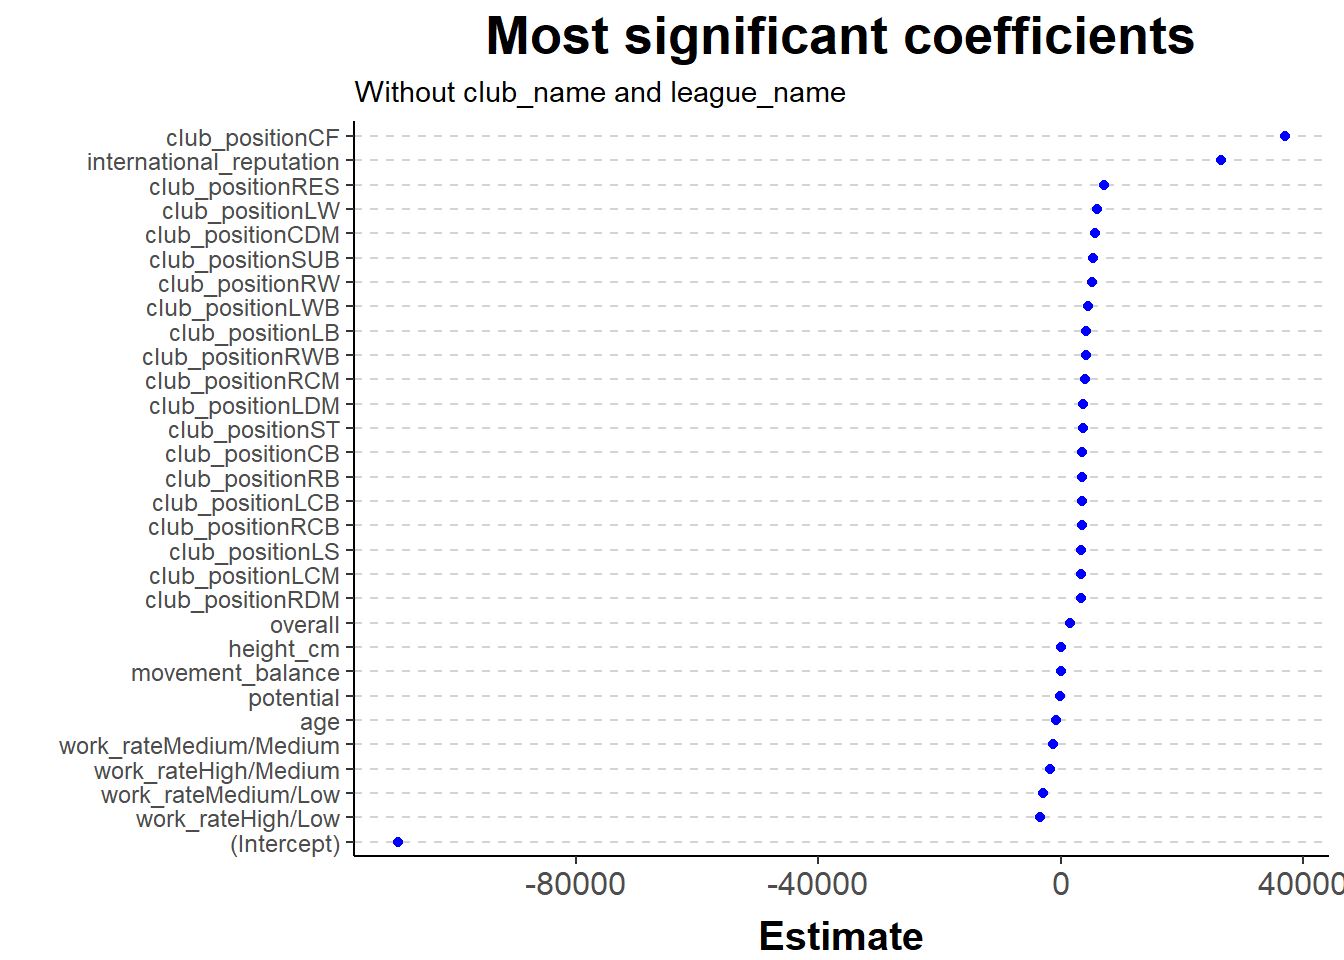 Most significant coefficients
Without club_name and league_name
club_positionCF
international_reputation
club_positionRES
club_positionLW
club_positionCDM
club_positionSUB
club_positionRW
club_positionLWB
club_positionLB
club_positionRWB
club_positionRCM
club_positionLDM
club_positionST
club_positionCB
club_positionRB
club_positionLCB
club_positionRCB
club_positionLS
club_positionLCM
club_positionRDM
overall
height_cm
movement_balance
potential
age
work_rateMedium/Medium
work_rateHigh/Medium
work_rateMedium/Low
work_rateHigh/Low
(Intercept)
-80000 -40000 0 40000
Estimate